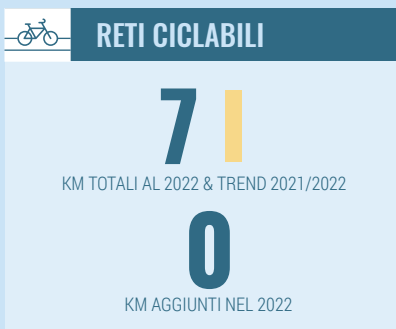 RETI CICLABILI
7
KM TOTALI AL 2022 & TREND 2021/2022
0
KM AGGIUNTI NEL 2022